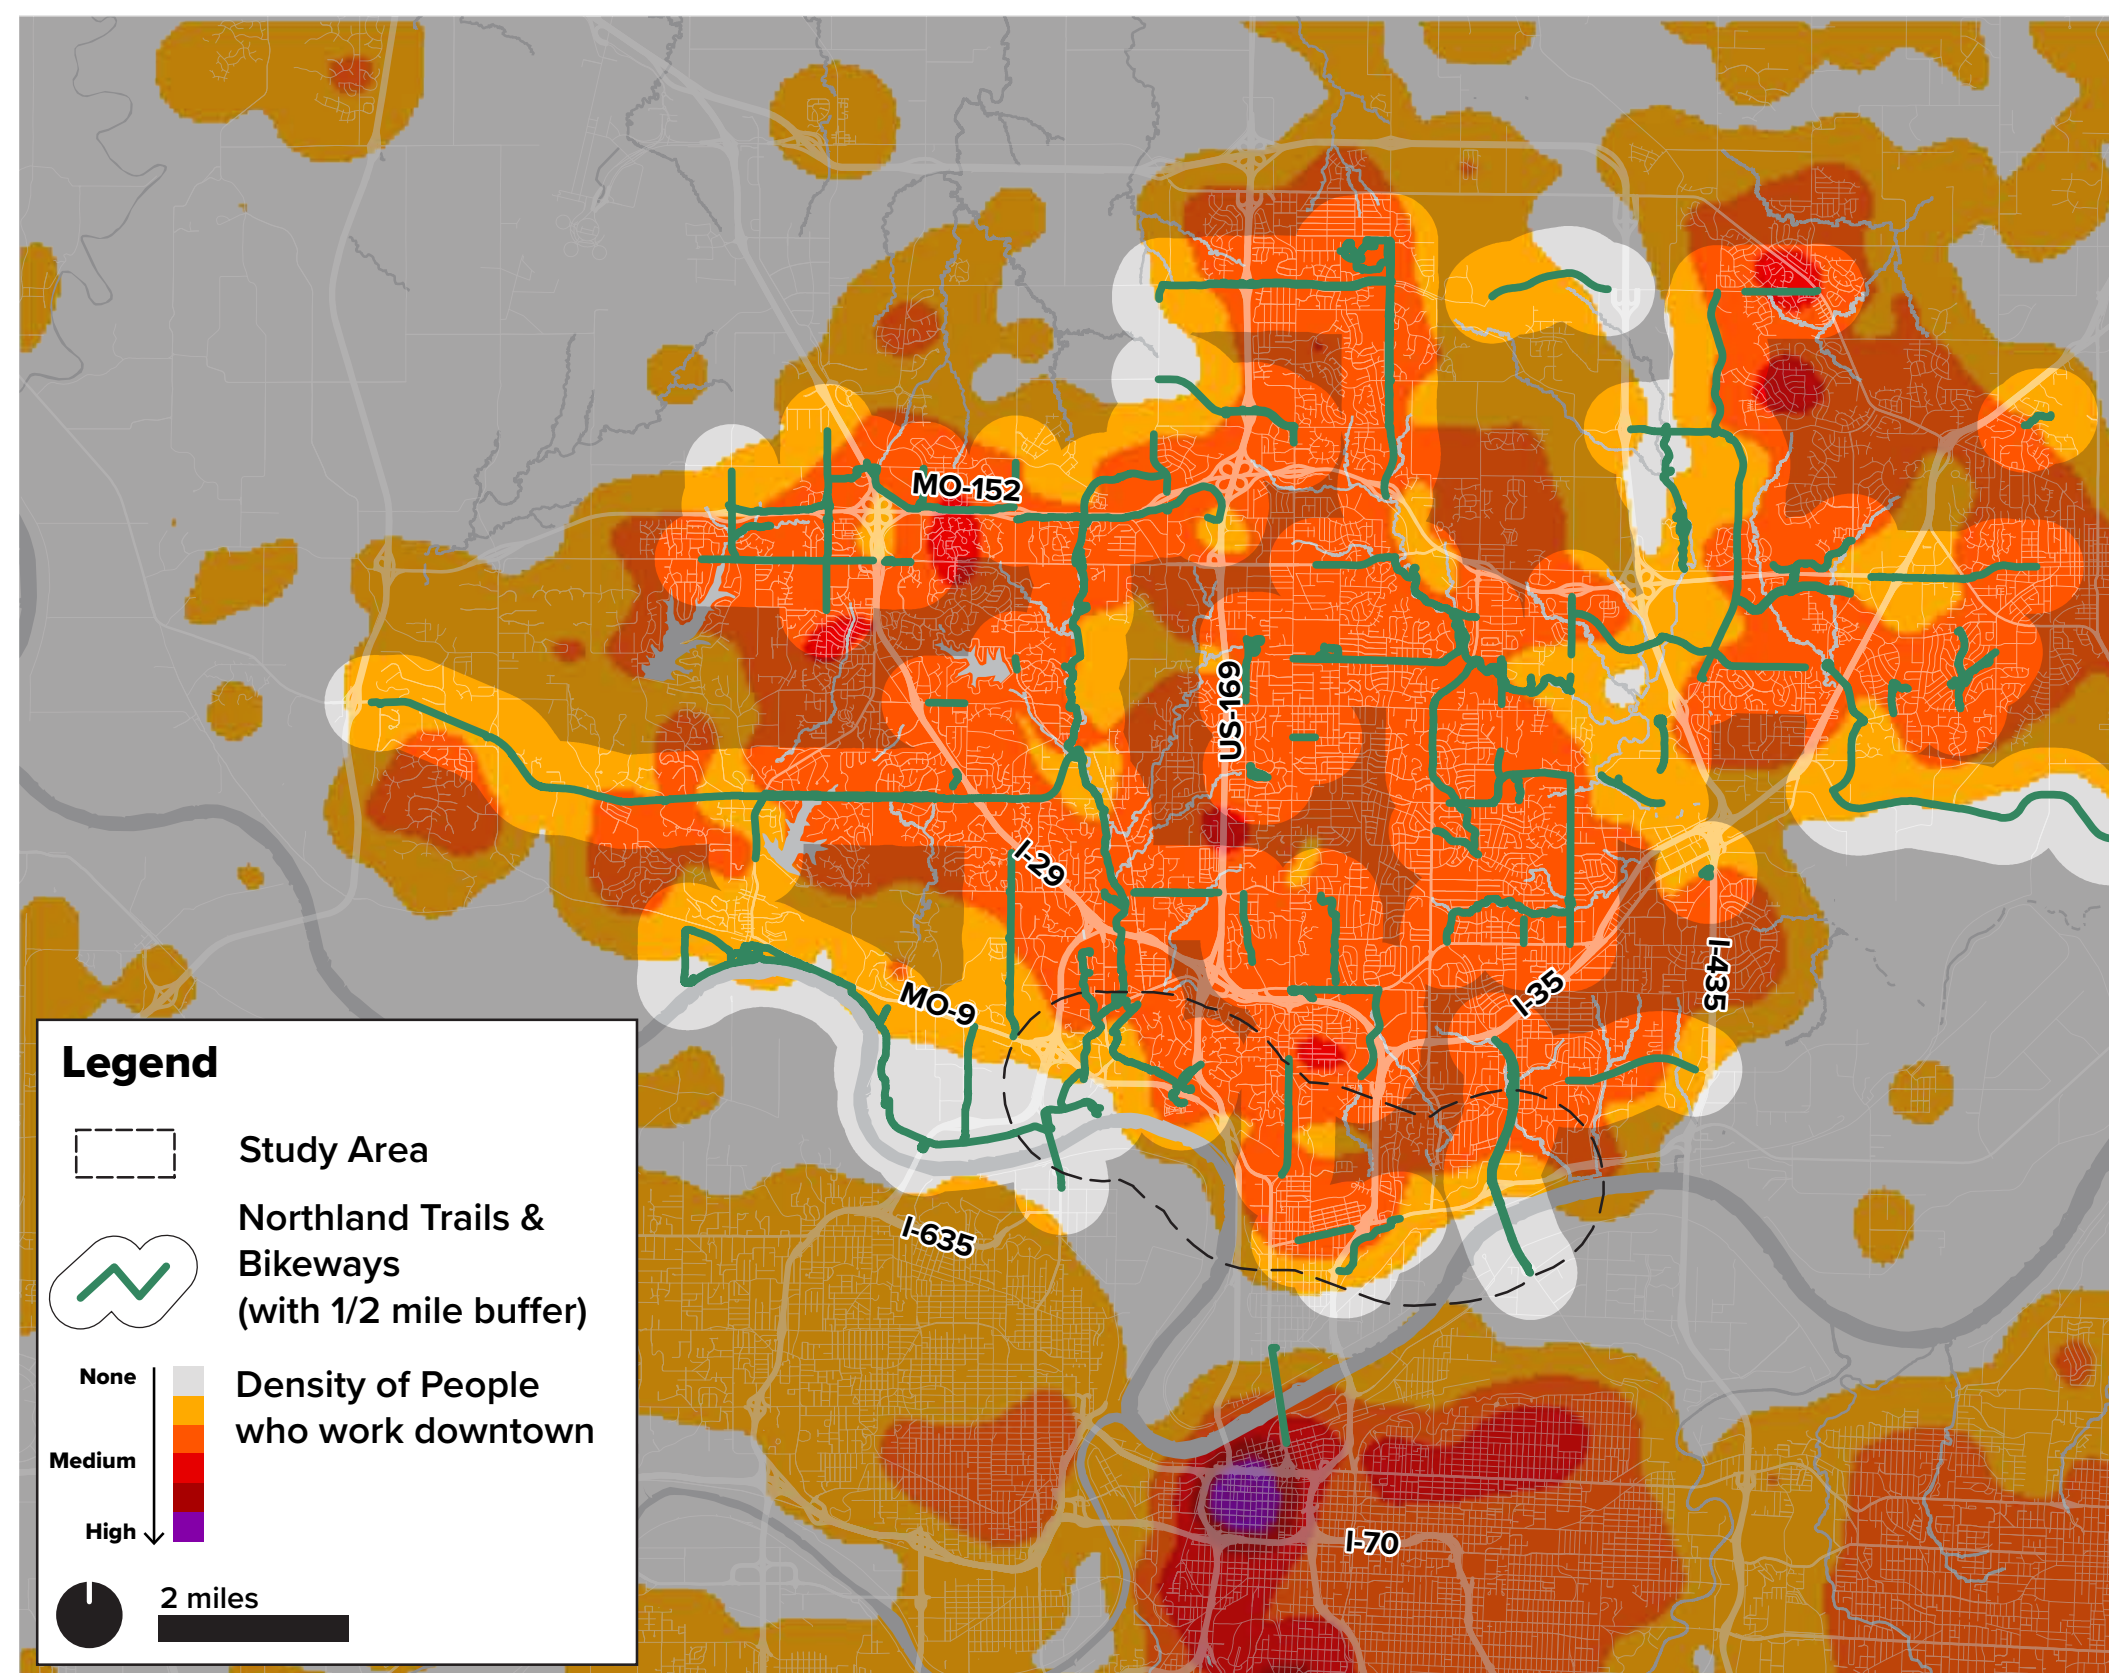 MO-152
US-169
I-29
I-35
I-435
MO-9
I-635
I-70
Legend
Study Area
Northland Trails &
Bikeways
(with 1/2 mile buffer)
None
Medium
High
Density of People
who work downtown
2 miles